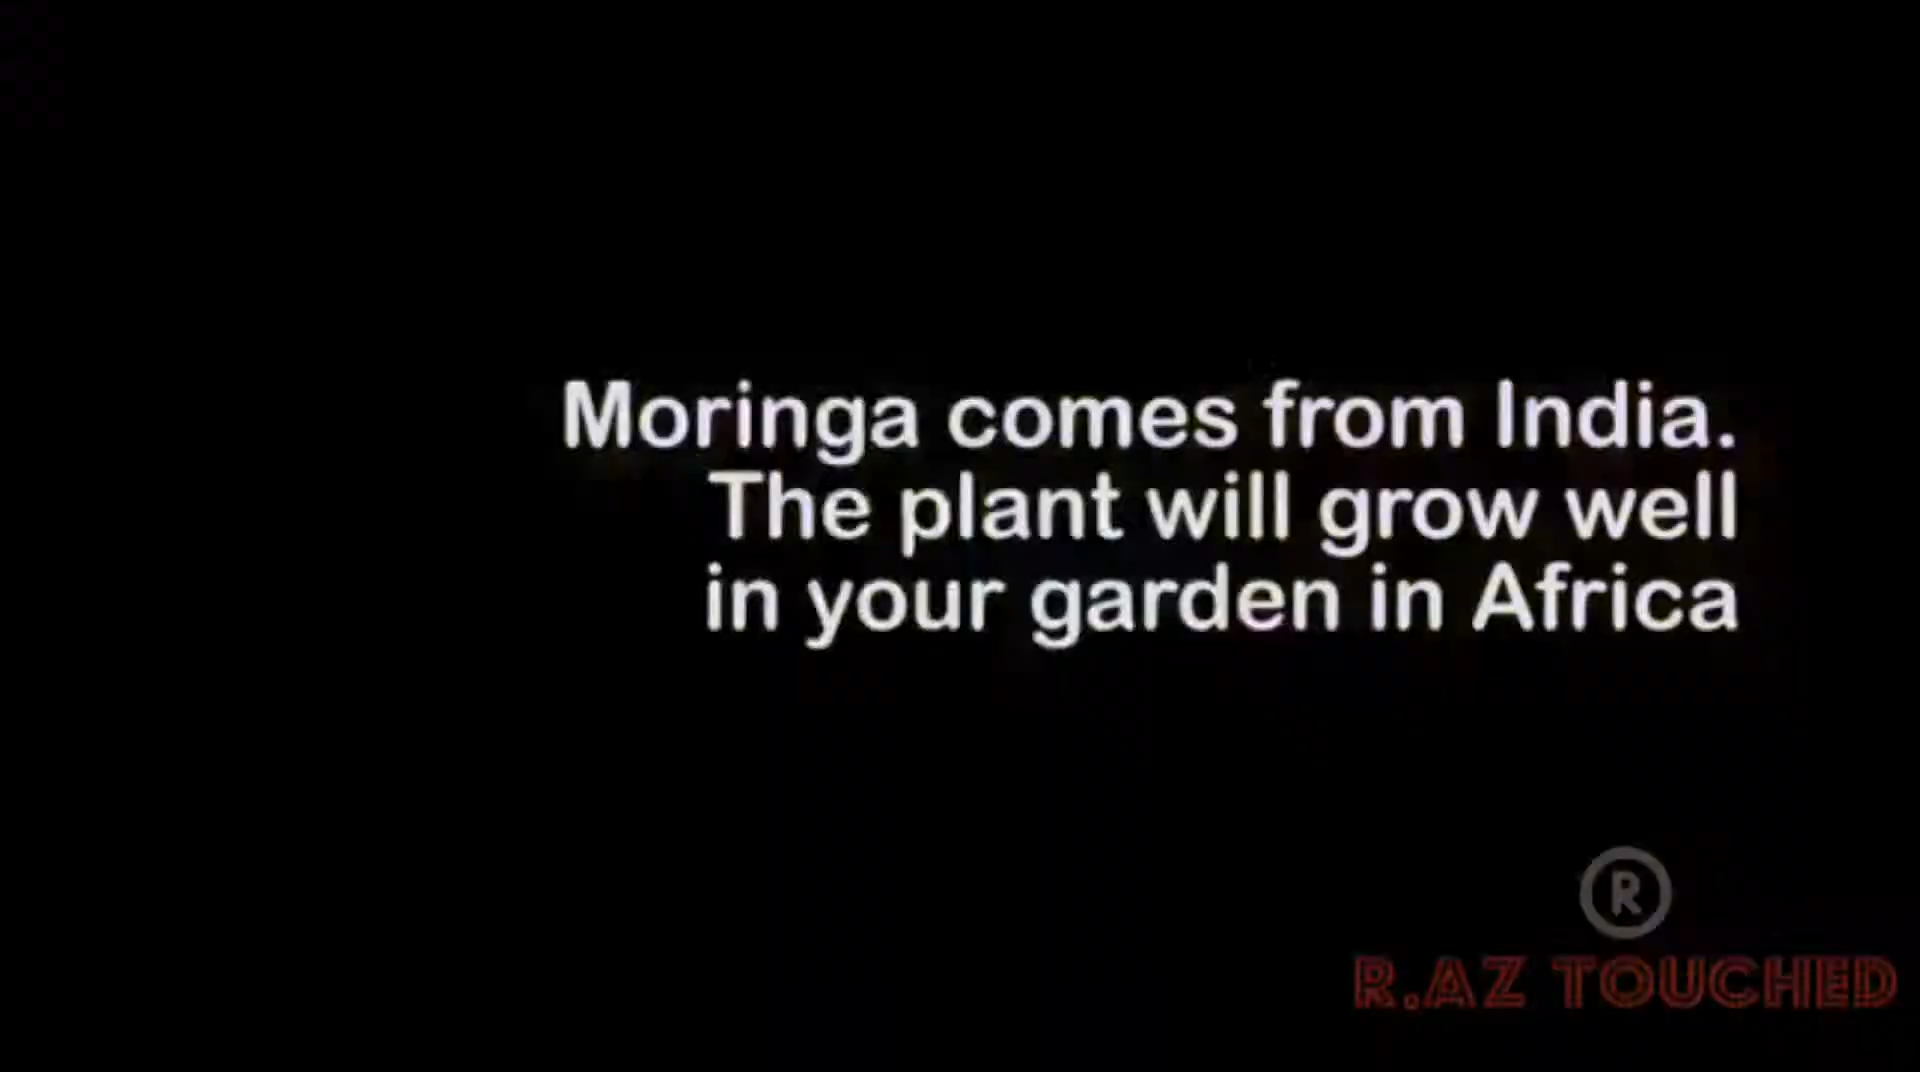 Moringa comes from India.
The plant will grow well
in your garden in Africa
®
R.AZ TOUCHED